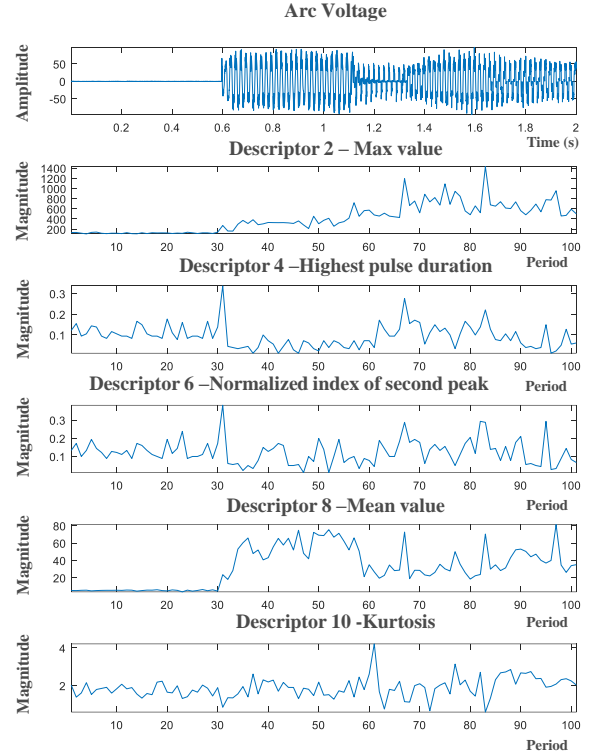 Arc Voltage
Amplitude
50
0
-50
0.2 0.4 0.6 0.8 1 1.2 1.4 1.6 1.8 2
Time (s)
Descriptor 2 – Max value
Magnitude
1400
1200
1000
800
600
400
200
10 20 30 40 50 60 70 80 90 100
Period
Descriptor 4 –Highest pulse duration
Magnitude
0.3
0.2
0.1
10 20 30 40 50 60 70 80 90 100
Period
Descriptor 6 –Normalized index of second peak
Magnitude
0.3
0.2
0.1
10 20 30 40 50 60 70 80 90 100
Period
Descriptor 8 –Mean value
Magnitude
80
60
40
20
10 20 30 40 50 60 70 80 90 100
Period
Descriptor 10 -Kurtosis
Magnitude
4
2
10 20 30 40 50 60 70 80 90 100
Period